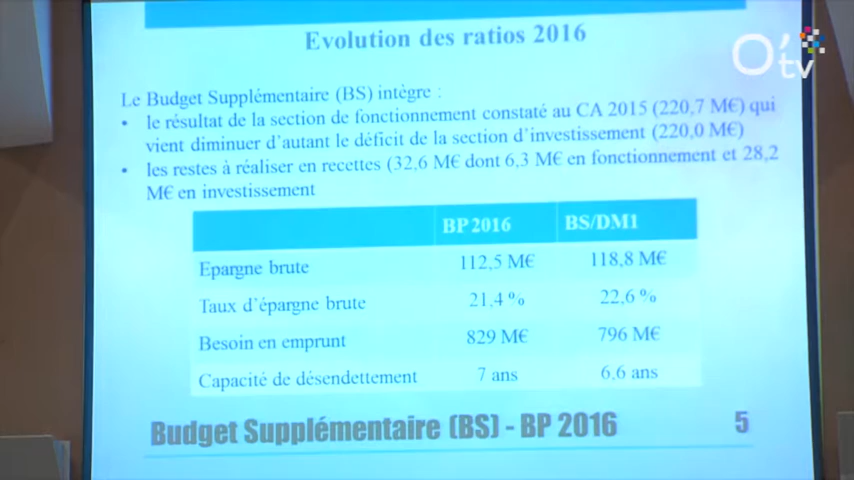 O'tv
Evolution des ratios 2016
Le Budget Supplémentaire (BS) intègre :
• le résultat de la section de fonctionnement constaté au CA 2015 (220,7 M€) qui
vient diminuer d'autant le déficit de la section d'investissement (220,0 M€)
• les restes à réaliser en recettes (32,6 M€ dont 6,3 M€ en fonctionnement et 28,2
M€ en investissement
BP 2016 BS/DM1
Epargne brute 112,5 M€ 118,8 M€
Taux d'épargne brute 21,4 % 22,6 %
Besoin en emprunt 829 M€ 796 M€
Capacité de désendettement 7 ans 6,6 ans
Budget Supplémentaire (BS) - BP 2016 5